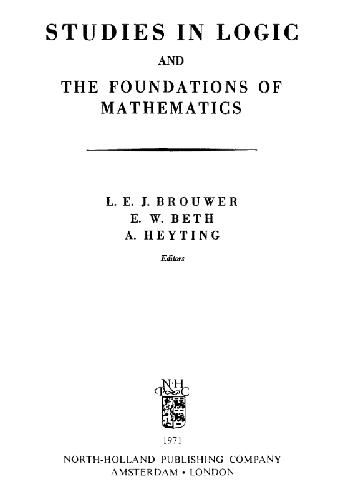 STUDIES IN LOGIC
AND
THE FOUNDATIONS OF
MATHEMATICS
L. E. J. BROUWER
E. W. BETH
A. HEYTING
Editors
N H
P C
1971
NORTH-HOLLAND PUBLISHING COMPANY
AMSTERDAM • LONDON